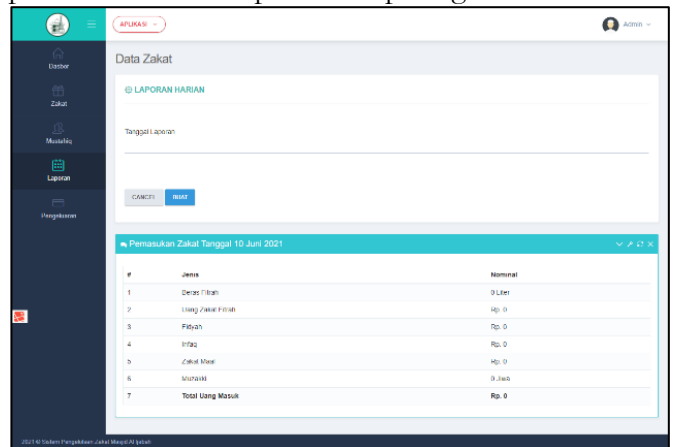 APLIKASI
Admin
Data Zakat
Dasbor
LAPORAN HARIAN
Zakat
Tanggal Laporan
Mustahiq
Laporan
CANCEL BUAT
Pengeluaran
Pemasukan Zakat Tanggal 10 Juni 2021
# Jenis Nominal
1 Beras Fitrah 0 Liter
2 Uang Zakat Fitrah Rp. 0
3 Fidyah Rp. 0
4 Infaq Rp. 0
5 Zakat Maal Rp. 0
6 Muzakki 0 Jiwa
7 Total Uang Masuk Rp. 0
2021 © Sistem Pengelolaan Zakat Masjid Al Ijabah